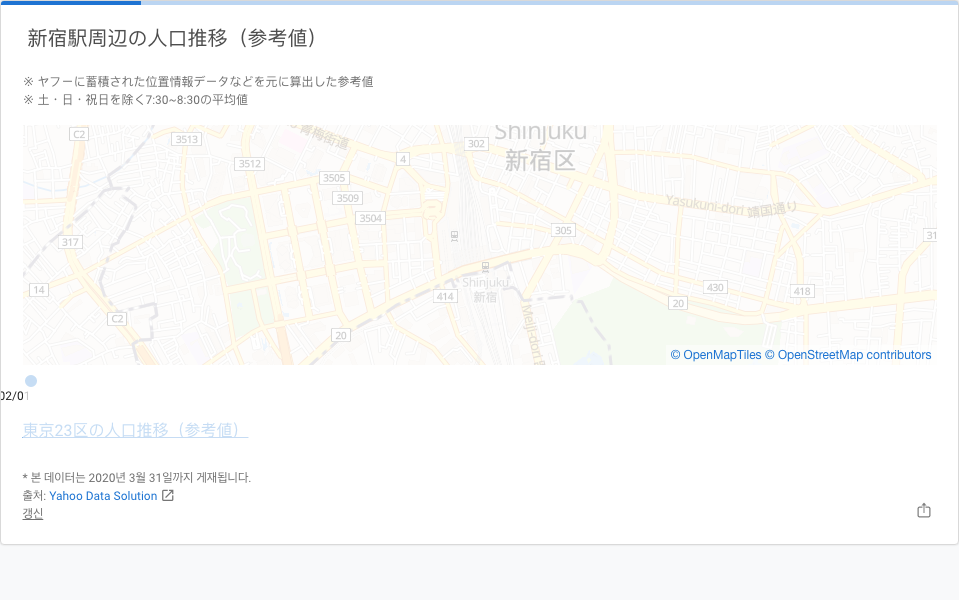 新宿駅周辺の人口推移（参考値）
※ ヤフーに蓄積された位置情報データなどを元に算出した参考値
※ 土・日・祝日を除く7:30~8:30の平均値
C2
3513
青梅街道
302
Shinjuku
新宿区
3512
4
3505
3509
3504
Yasukuni-dori 靖国通り
317
305
31
14
414
Shinjuku
新宿
430
418
20
C2
20
Meiji-dori
© OpenMapTiles © OpenStreetMap contributors
02/01
東京23区の人口推移（参考値）
* 본 데이터는 2020년 3월 31일까지 게재됩니다.
출처: Yahoo Data Solution
갱신